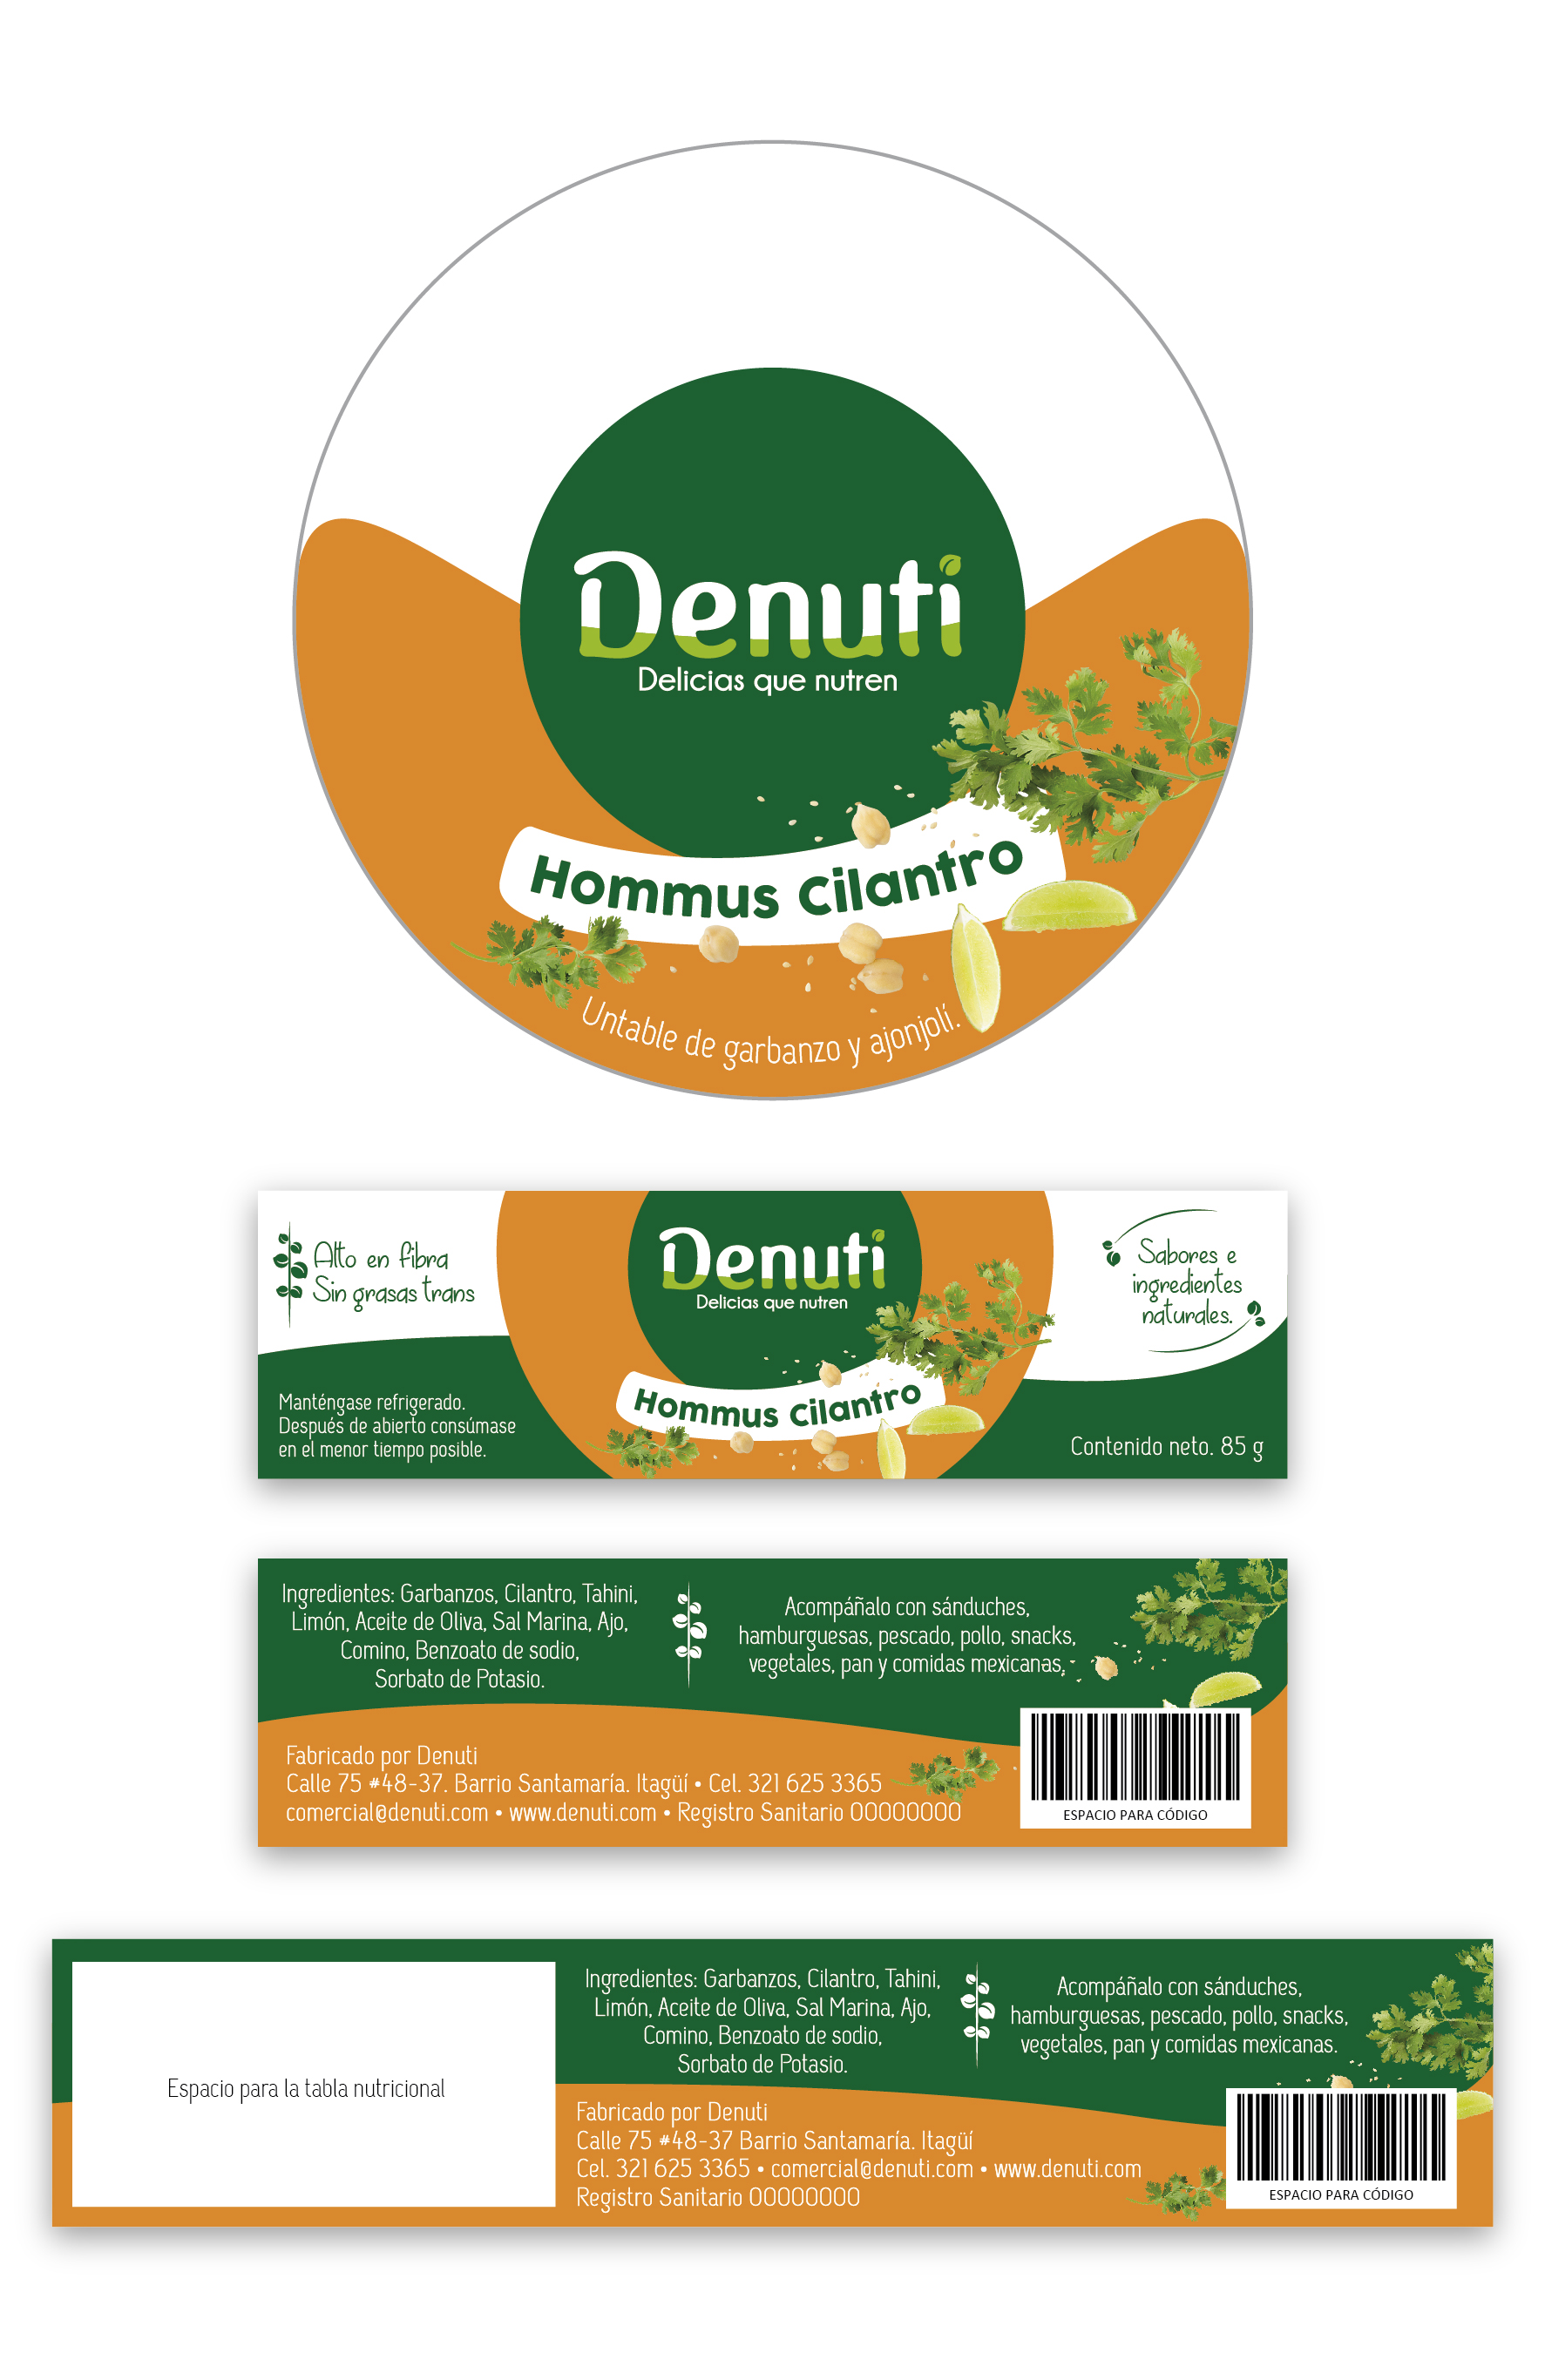 Denuti
Delicias que nutren
Hommus cilantro
Untable de garbanzo y ajonjolí.
Alto en fibra
Sin grasas trans
Denuti
Delicias que nutren
Sabores e
ingredientes
naturales.
Hommus cilantro
Manténgase refrigerado.
Después de abierto consúmase
en el menor tiempo posible.
Contenido neto. 85 g
Ingredientes: Garbanzos, Cilantro, Tahini,
Limón, Aceite de Oliva, Sal Marina, Ajo,
Comino, Benzoato de sodio,
Sorbato de Potasio.
Acompáñalo con sánduches,
hamburguesas, pescado, pollo, snacks,
vegetales, pan y comidas mexicanas.
Fabricado por Denuti
Calle 75 #48-37. Barrio Santamaría. Itagüí • Cel. 321 625 3365
comercial@denuti.com • www.denuti.com • Registro Sanitario 00000000
ESPACIO PARA CÓDIGO
Espacio para la tabla nutricional
Ingredientes: Garbanzos, Cilantro, Tahini,
Limón, Aceite de Oliva, Sal Marina, Ajo,
Comino, Benzoato de sodio,
Sorbato de Potasio.
Acompáñalo con sánduches,
hamburguesas, pescado, pollo, snacks,
vegetales, pan y comidas mexicanas.
Fabricado por Denuti
Calle 75 #48-37 Barrio Santamaría. Itagüí
Cel. 321 625 3365 • comercial@denuti.com • www.denuti.com
Registro Sanitario 00000000
ESPACIO PARA CÓDIGO